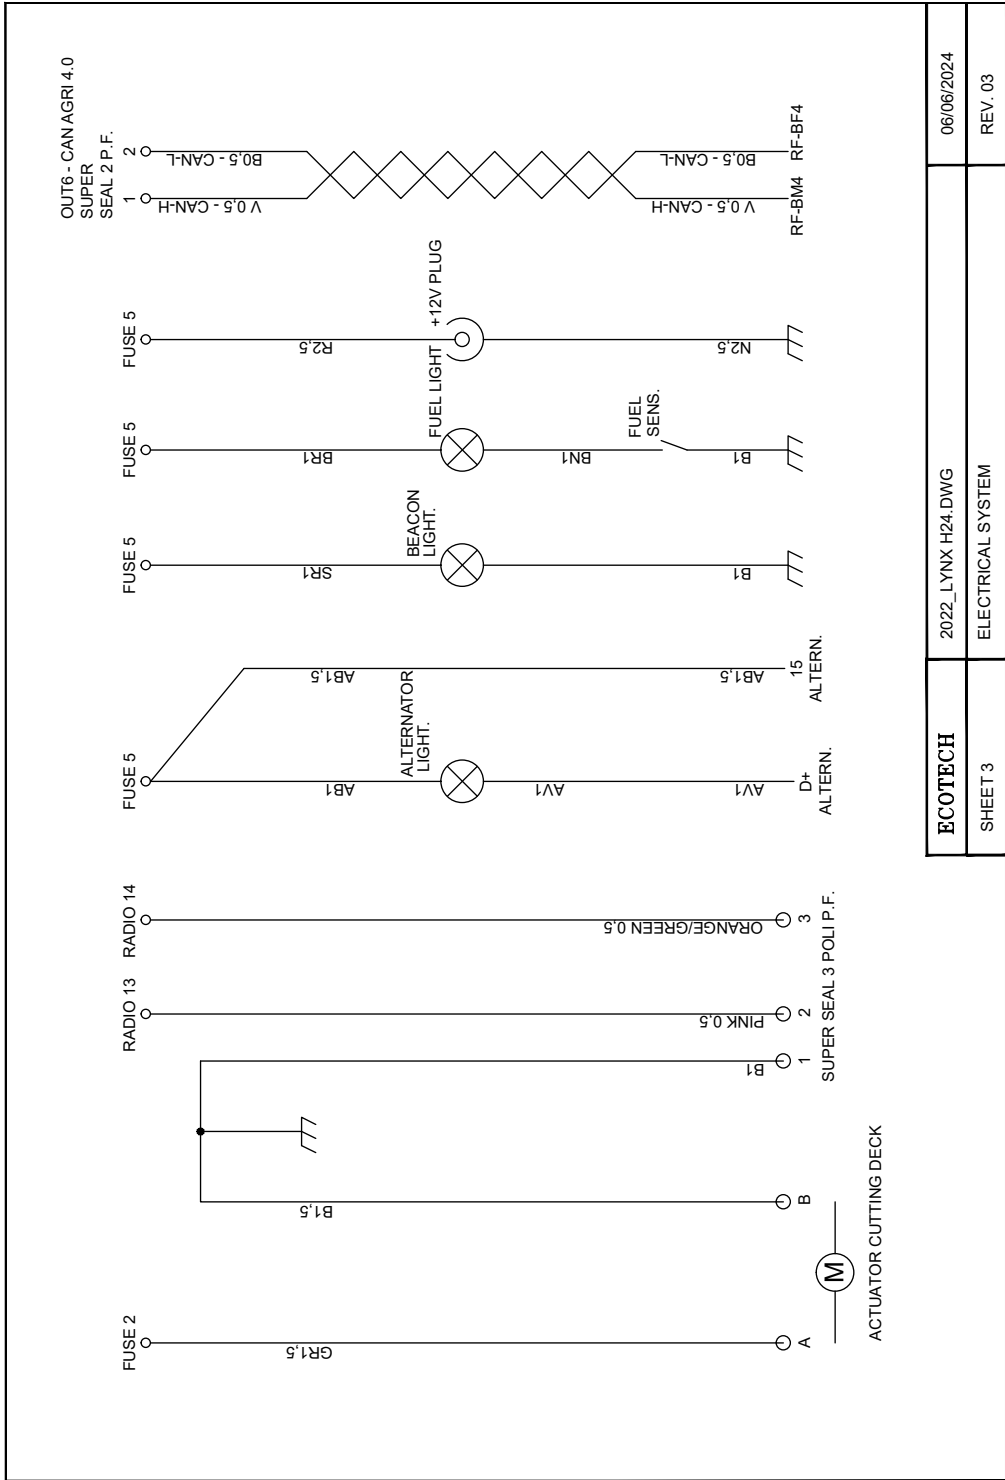 FUSE 2
GR1,5
A
M
ACTUATOR CUTTING DECK
B1,5
B
B1
1
RADIO 13
PINK 0,5
2
RADIO 14
ORANGE/GREEN 0,5
3
SUPER SEAL 3 POLI P.F.
FUSE 5
AB1
ALTERNATOR
LIGHT.
AV1
AV1
D+
ALTERN.
AB1,5
AB1,5
15
ALTERN.
FUSE 5
SR1
BEACON
LIGHT.
B1
FUSE 5
BR1
FUEL LIGHT
BN1
FUEL
SENS.
B1
FUSE 5
R2,5
+12V PLUG
N2,5
OUT6 - CAN AGRI 4.0
SUPER
SEAL 2 P.F.
1
2
V 0,5 - CAN-H
B0,5 - CAN-L
V 0,5 - CAN-H
B0,5 - CAN-L
RF-BM4
RF-BF4
ECOTECH
2022_LYNX H24.DWG
06/06/2024
SHEET 3
ELECTRICAL SYSTEM
REV. 03